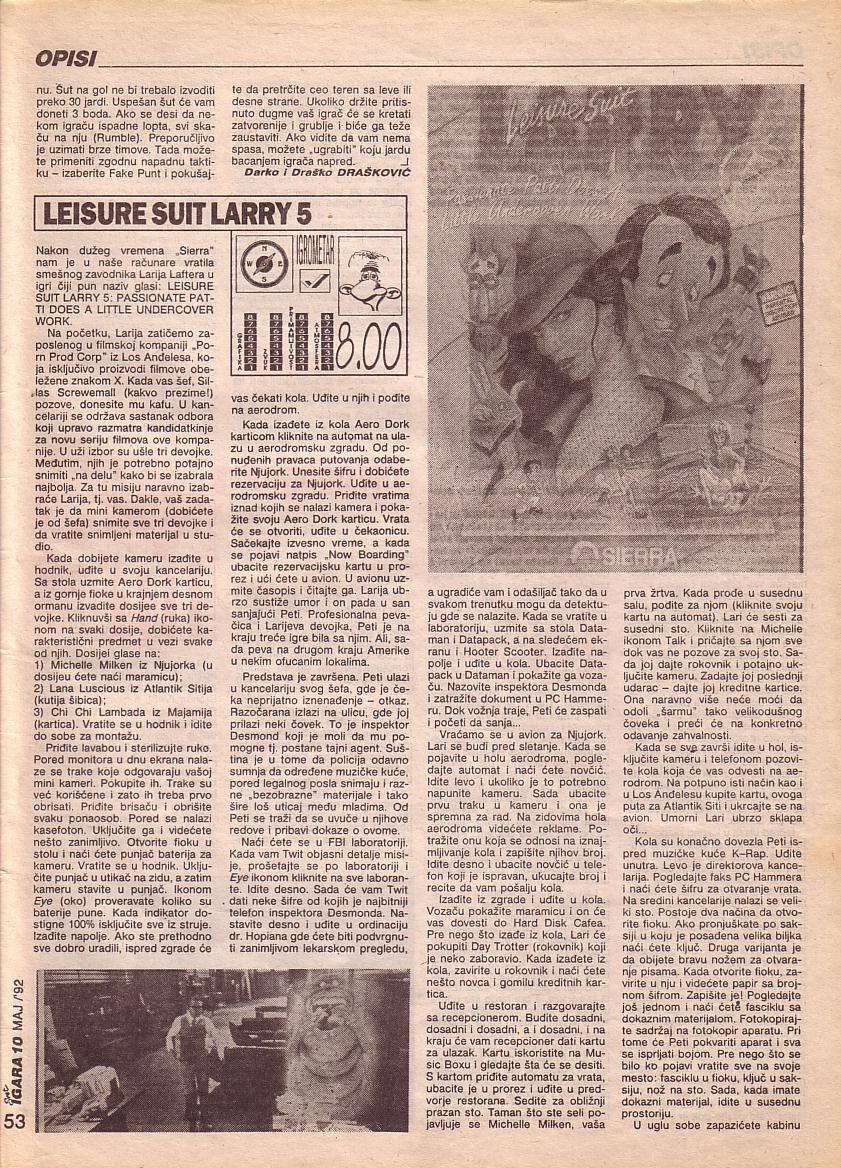 OPISI
nu. Šut na gol ne bi trebalo izvoditi
preko 30 jardi. Uspešan šut će vam
doneti 3 boda. Ako se desi da ne-
kom igraču ispadne lopta, svi ska-
ču na nju (Rumble). Preporučljivo
je uzimati brze timove. Tada može-
te primeniti zgodnu napadnu takti-
ku – izaberite Fake Punt i pokušaj-
te da pretrčite ceo teren sa leve ili
desne strane. Ukoliko držite pritis-
nuto dugme vaš igrač će se kretati
zatvorenije i grublje i biće ga teže
zaustaviti. Ako vidite da vam nema
spasa, možete „ugrabiti" koju jardu
bacanjem igrača napred.
Darko i Draško DRAŠKOVIĆ
LEISURE SUIT LARRY 5
Nakon dužeg vremena „Sierra"
nam je u naše računare vratila
smešnog zavodnika Larija Laftera u
igri čiji pun naziv glasi: LEISURE
SUIT LARRY 5: PASSIONATE PAT-
TI DOES A LITTLE UNDERCOVER
WORK.
Na početku, Larija zatičemo za-
poslenog u filmskoj kompaniji „Po-
rn Prod Corp" iz Los Anđelesa, ko-
ja isključivo proizvodi filmove obe-
ležene znakom X. Kada vas šef, Sil-
las Screwemall (kakvo prezime!)
pozove, donesite mu kafu. U kan-
celariji se održava sastanak odbora
koji upravo razmatra kandidatkinje
za novu seriju filmova ove kompa-
nije. U uži izbor su ušle tri devojke.
Međutim, njih je potrebno potajno
snimiti „na delu" kako bi se izabrala
najbolja. Za tu misiju naravno izab-
raće Larija, tj. vas. Dakle, vaš zada-
tak je da mini kamerom (dobićete
je od šefa) snimite sve tri devojke i
da vratite snimljeni materijal u stu-
dio.
Kada dobijete kameru izađite u
hodnik, uđite u svoju kancelariju.
Sa stola uzmite Aero Dork karticu,
a iz gornje fioke u krajnjem desnom
ormanu izvadite dosijee sve tri de-
vojke. Kliknuvši sa Hand (ruka) iko-
nom na svaki dosije, dobićete ka-
rakteristični predmet u vezi svake
od njih. Dosijei glase na:
1) Michelle Milken iz Njujorka (u
dosijeu ćete naći maramicu);
2) Lana Luscious iz Atlantik Sitija
(kutija šibica);
3) Chi Chi Lambada iz Majamija
(kartica). Vratite se u hodnik i idite
do sobe za montažu.
Priđite lavabou i sterilizujte ruke.
Pored monitora u dnu ekrana nala-
ze se trake koje odgovaraju vašoj
mini kameri. Pokupite ih. Trake su
već korišćene i zato ih treba prvo
obrisati. Priđite brisaču i obrišite
svaku ponaosob. Pored se nalazi
kasefoton. Uključite ga i videćete
nešto zanimljivo. Otvorite fioku u
stolu i naći ćete punjač baterija za
kameru. Vratite se u hodnik. Uklju-
čite punjač u utikač na zidu, a zatim
kameru stavite u punjač. Ikonom
Eye (oko) proveravate koliko su
baterije pune. Kada indikator do-
stigne 100% isključite sve iz struje.
Izađite napolje. Ako ste prethodno
sve dobro uradili, ispred zgrade će
N
W
E
S
IGROMETAR
GRAFIKA
ZVUK
PRIMAMLJIVOST
ATMOSFERA
8.00
vas čekati kola. Uđite u njih i pođite
na aerodrom.
Kada izađete iz kola Aero Dork
karticom kliknite na automat na ula-
zu u aerodromsku zgradu. Od po-
nuđenih pravaca putovanja odabe-
rite Njujork. Unesite šifru i dobićete
rezervaciju za Njujork. Uđite u ae-
rodromsku zgradu. Priđite vratima
iznad kojih se nalazi kamera i poka-
žite svoju Aero Dork karticu. Vrata
će se otvoriti, uđite u čekaonicu.
Sačekajte izvesno vreme, a kada
se pojavi natpis „Now Boarding"
ubacite rezervacijsku kartu u pro-
rez i ući ćete u avion. U avionu uz-
mite časopis i čitajte ga. Larija ub-
rzo sustiže umor i on pada u san
sanjajući Peti. Profesionalna peva-
čica i Larijeva devojka, Peti je na
kraju treće igre bila sa njim. Ali, sa-
da peva na drugom kraju Amerike
u nekim ofucanim lokalima.
Predstava je završena. Peti ulazi
u kancelariju svog šefa, gde je če-
ka neprijatno iznenađenje – otkaz.
Razočarana izlazi na ulicu, gde joj
prilazi neki čovek. To je inspektor
Desmond koji je moli da mu po-
mogne tj. postane tajni agent. Suš-
tina je u tome da policija odavno
sumnja da određene muzičke kuće,
pored legalnog posla snimaju i raz-
ne „bezobrazne" materijale i tako
šire loš uticaj među mladima. Od
Peti se traži da se uvuče u njihove
redove i pribavi dokaze o ovome.
Naći ćete se u FBI laboratoriji.
Kada vam Twit objasni detalje misi-
je, prošetajte se po laboratoriji i
Eye ikonom kliknite na sve laboran-
te. Idite desno. Sada će vam Twit
dati neke šifre od kojih je najbitniji
telefon inspektora Desmonda. Na-
stavite desno i uđite u ordinaciju
dr. Hopiana gde ćete biti podvrgnu-
ti zanimljivom lekarskom pregledu,
Leisure Suit
LARRY
Passionate Patti Does A
Little Undercover Work
SIERRA
a ugradiće vam i odašiljač tako da u
svakom trenutku mogu da detektu-
ju gde se nalazite. Kada se vratite u
laboratoriju, uzmite sa stola Data-
man i Datapack, a na sledećem ek-
ranu i Hooter Scooter. Izađite na-
polje i uđite u kola. Ubacite Data-
pack u Dataman i pokažite ga voza-
ču. Nazovite inspektora Desmonda
i zatražite dokument u PC Hamme-
ru. Dok vožnja traje, Peti će zaspati
i početi da sanja...
Vraćamo se u avion za Njujork.
Lari se budi pred sletanje. Kada se
pojavite u holu aerodroma, pogle-
dajte automat i naći ćete novčić.
Idite levo i ukoliko je to potrebno
napunite kameru. Sada ubacite
prvu traku u kameru i ona je
spremna za rad. Na zidovima hola
aerodroma videćete reklame. Po-
tražite onu koja se odnosi na iznaj-
mljivanje kola i zapišite njihov broj.
Idite desno i ubacite novčić u tele-
fon koji je ispravan, ukucajte broj i
recite da vam pošalju kola.
Izađite iz zgrade i uđite u kola.
Vozaču pokažite maramicu i on će
vas dovesti do Hard Disk Cafea.
Pre nego što izađe iz kola, Lari će
pokupiti Day Trotter (rokovnik) koji
je neko zaboravio. Kada izađete iz
kola, zavirite u rokovnik i naći ćete
nešto novca i gomilu kreditnih kar-
tica.
Uđite u restoran i razgovarajte
sa recepcionerom. Budite dosadni,
dosadni i dosadni, a i dosadni, i na
kraju će vam recepcioner dati kartu
za ulazak. Kartu iskoristite na Mu-
sic Boxu i gledajte šta će se desiti.
S kartom priđite automatu za vrata,
ubacite je u prorez i uđite u pred-
vorje restorana. Sedite za obližnji
prazan sto. Taman što ste seli po-
javljuje se Michelle Milken, vaša
prva žrtva. Kada prođe u susednu
salu, pođite za njom (kliknite svoju
kartu na automat). Lari će sesti za
susedni sto. Kliknite na Michelle
ikonom Talk i pričajte sa njom sve
dok vas ne pozove za svoj sto. Sa-
da joj dajte rokovnik i potajno uk-
ljučite kameru. Zadajte joj poslednji
udarac – dajte joj kreditne kartice.
Ona naravno više neće moći da
odoli „šarmu" tako velikodušnog
čoveka i preći će na konkretno
odavanje zahvalnosti.
Kada se sve završi idite u hol, is-
ključite kameru i telefonom pozovi-
te kola koja će vas odvesti na ae-
rodrom. Na potpuno isti način kao i
u Los Anđelesu kupite kartu, ovoga
puta za Atlantik Siti i ukrcajte se na
avion. Umorni Lari ubrzo sklapa
oči...
Kola su konačno dovezla Peti is-
pred muzičke kuće K–Rap. Uđite
unutra. Levo je direktorova kance-
larija. Pogledajte faks PC Hammera
i naći ćete šifru za otvaranje vrata.
Na sredini kancelarije nalazi se veli-
ki sto. Postoje dva načina da otvo-
rite fioku. Ako pronjuškate po sak-
siji u kojoj je posađena velika biljka
naći ćete ključ. Druga varijanta je
da obijete bravu nožem za otvara-
nje pisama. Kada otvorite fioku, za-
virite u nju i videćete papir sa broj-
nom šifrom. Zapišite je! Pogledajte
još jednom i naći ćete fasciklu sa
dokaznim materijalom. Fotokopiraj-
te sadržaj na fotokopir aparatu. Pri
tome će Peti pokvariti aparat i sva
se isprljati bojom. Pre nego što se
bilo ko pojavi vratite sve na svoje
mesto: fasciklu u fioku, ključ u sak-
siju, nož na sto. Sada, kada imate
dokazni materijal, idite u susednu
prostoriju.
U uglu sobe zapazićete kabinu
Svet IGARA 10 MAJ /'92
53